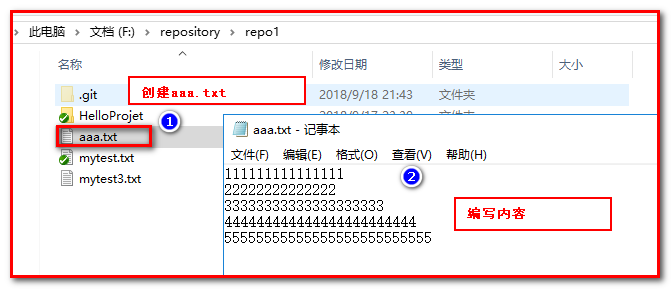 此电脑 › 文档 (F:) › repository › repo1
名称 修改日期 类型 大小
.git 2018/9/18 21:43 文件夹
创建aaa.txt
HelloProjet
1
aaa.txt
mytest.txt
mytest3.txt
aaa.txt - 记事本
文件(F) 编辑(E) 格式(O) 查看(V) 帮助(H)
2
111111111111111
22222222222222
33333333333333333333
444444444444444444444444
55555555555555555555555555
编写内容